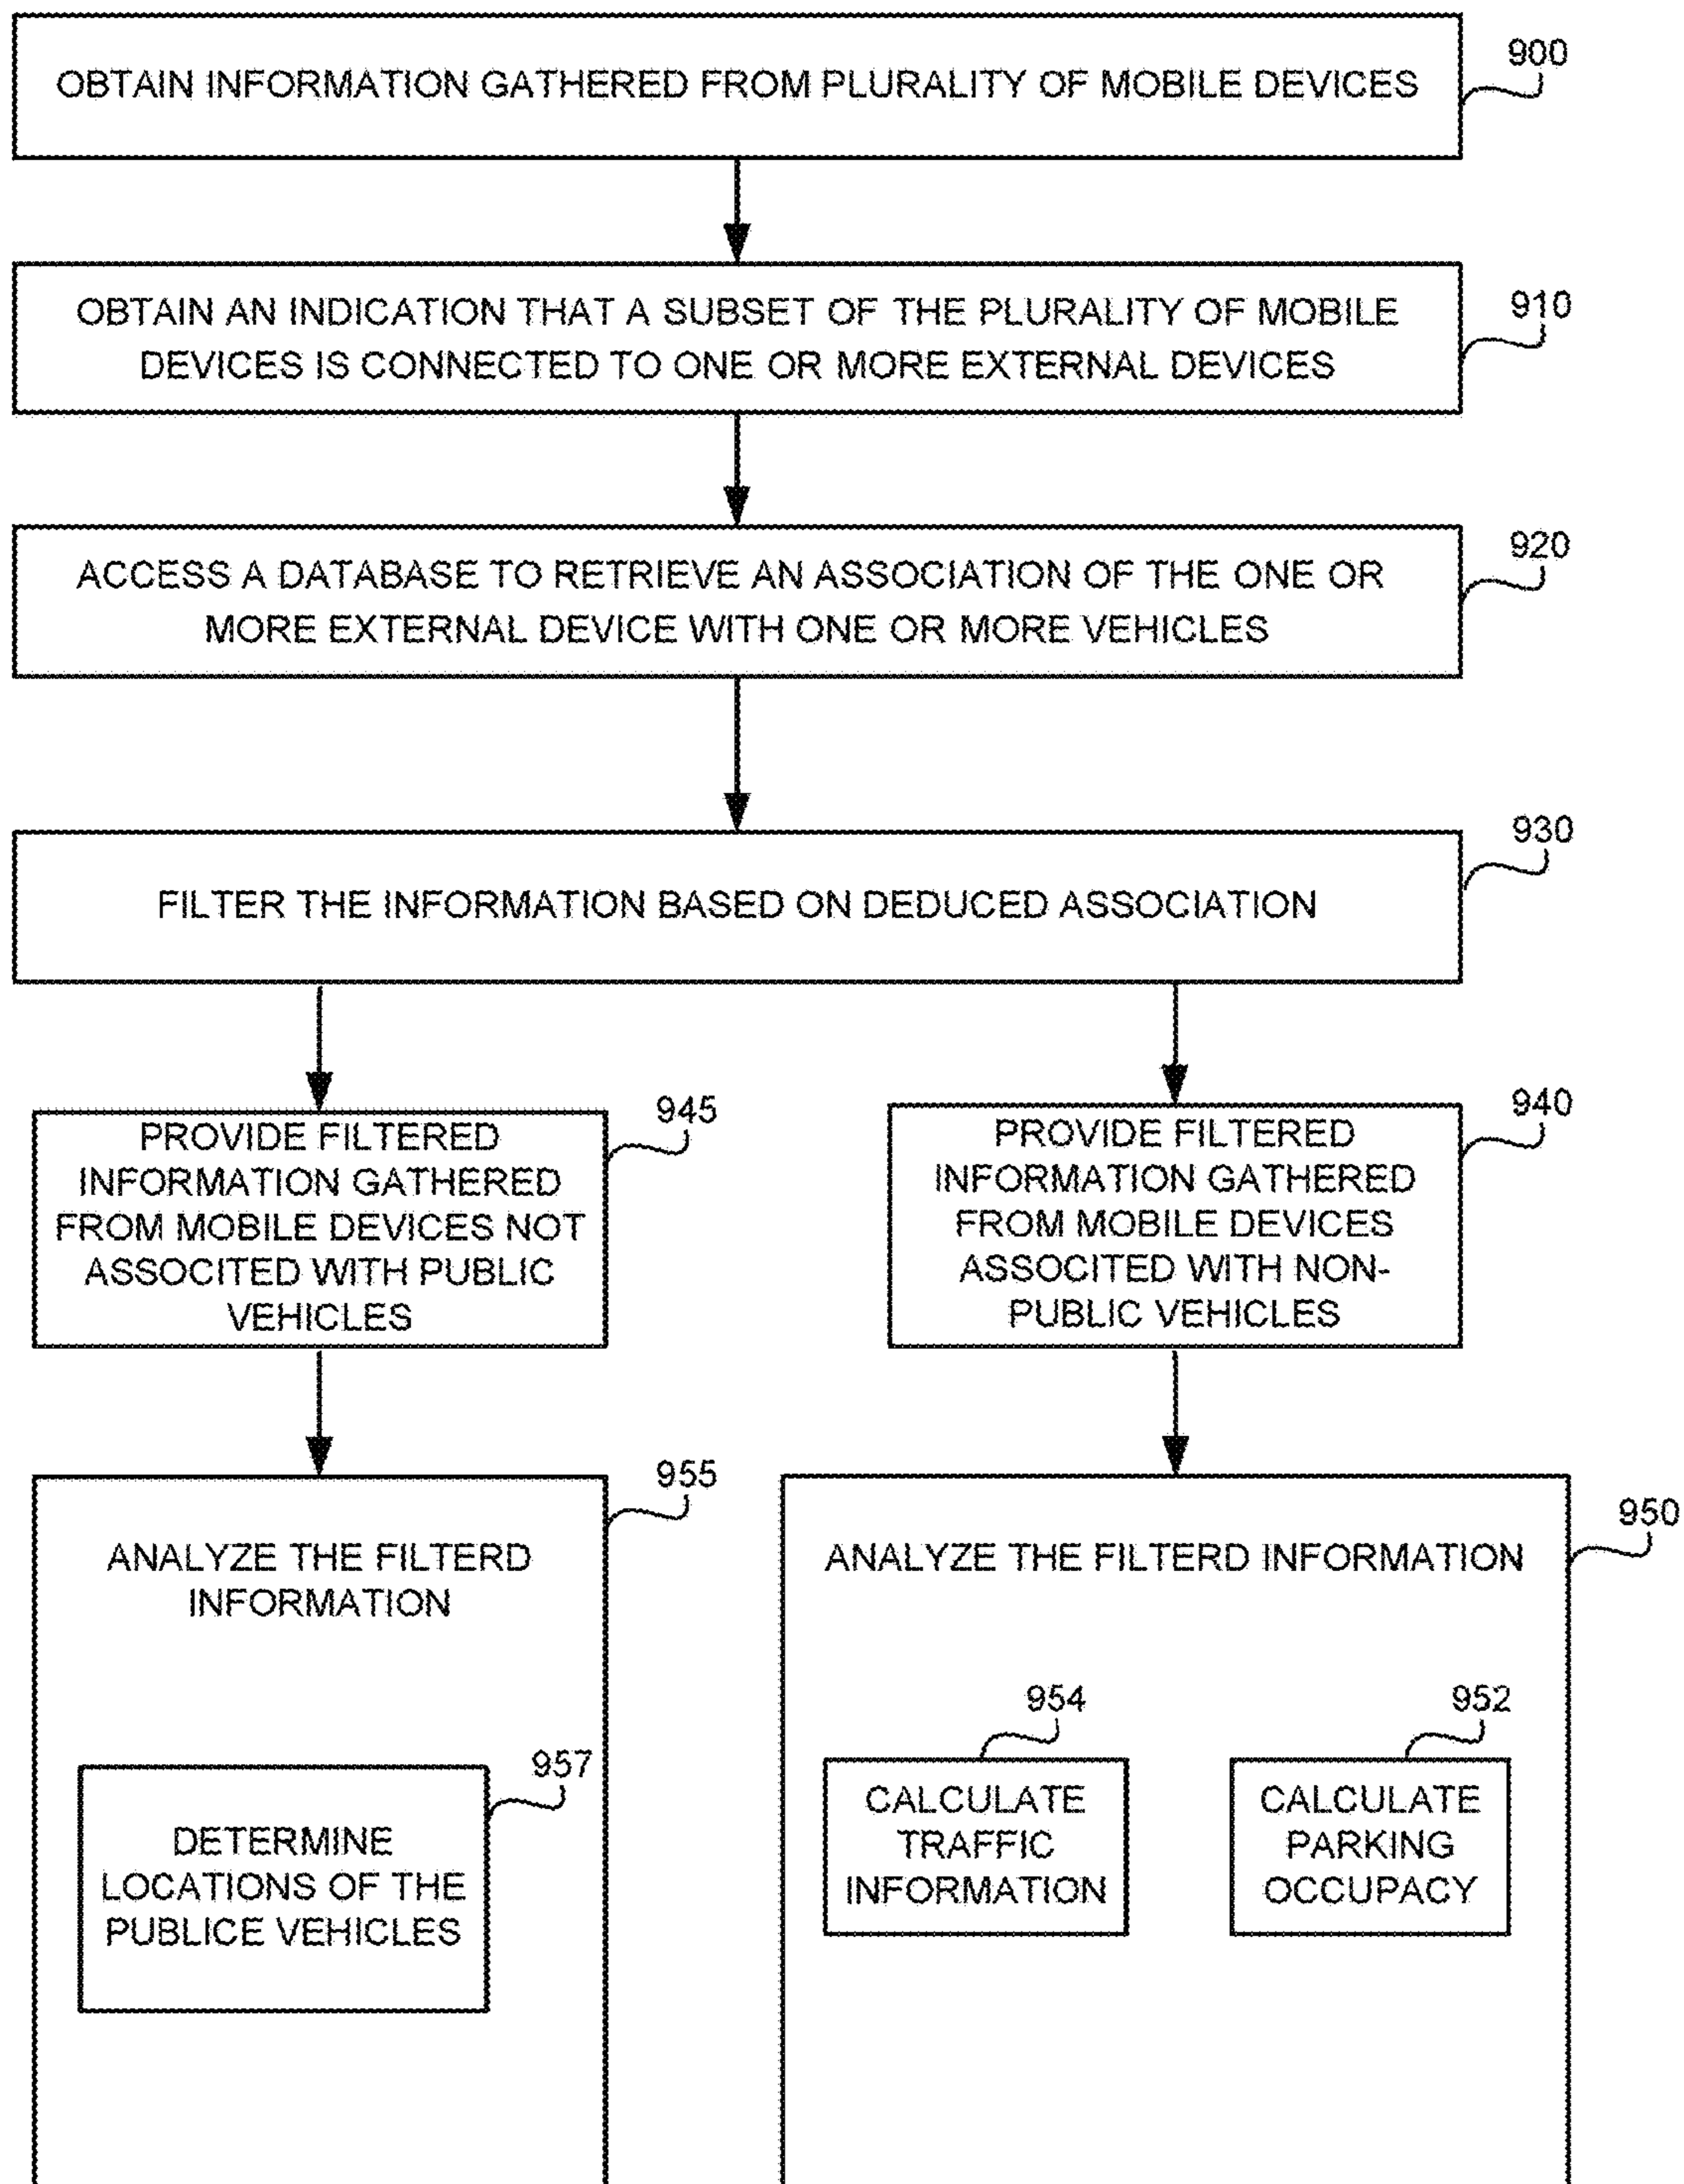 900
OBTAIN INFORMATION GATHERED FROM PLURALITY OF MOBILE DEVICES
910
OBTAIN AN INDICATION THAT A SUBSET OF THE PLURALITY OF MOBILE
DEVICES IS CONNECTED TO ONE OR MORE EXTERNAL DEVICES
920
ACCESS A DATABASE TO RETRIEVE AN ASSOCIATION OF THE ONE OR
MORE EXTERNAL DEVICE WITH ONE OR MORE VEHICLES
930
FILTER THE INFORMATION BASED ON DEDUCED ASSOCIATION
945
PROVIDE FILTERED
INFORMATION GATHERED
FROM MOBILE DEVICES NOT
ASSOCITED WITH PUBLIC
VEHICLES
940
PROVIDE FILTERED
INFORMATION GATHERED
FROM MOBILE DEVICES
ASSOCITED WITH NON-
PUBLIC VEHICLES
955
ANALYZE THE FILTERD
INFORMATION
957
DETERMINE
LOCATIONS OF THE
PUBLICE VEHICLES
950
ANALYZE THE FILTERD INFORMATION
954
CALCULATE
TRAFFIC
INFORMATION
952
CALCULATE
PARKING
OCCUPACY